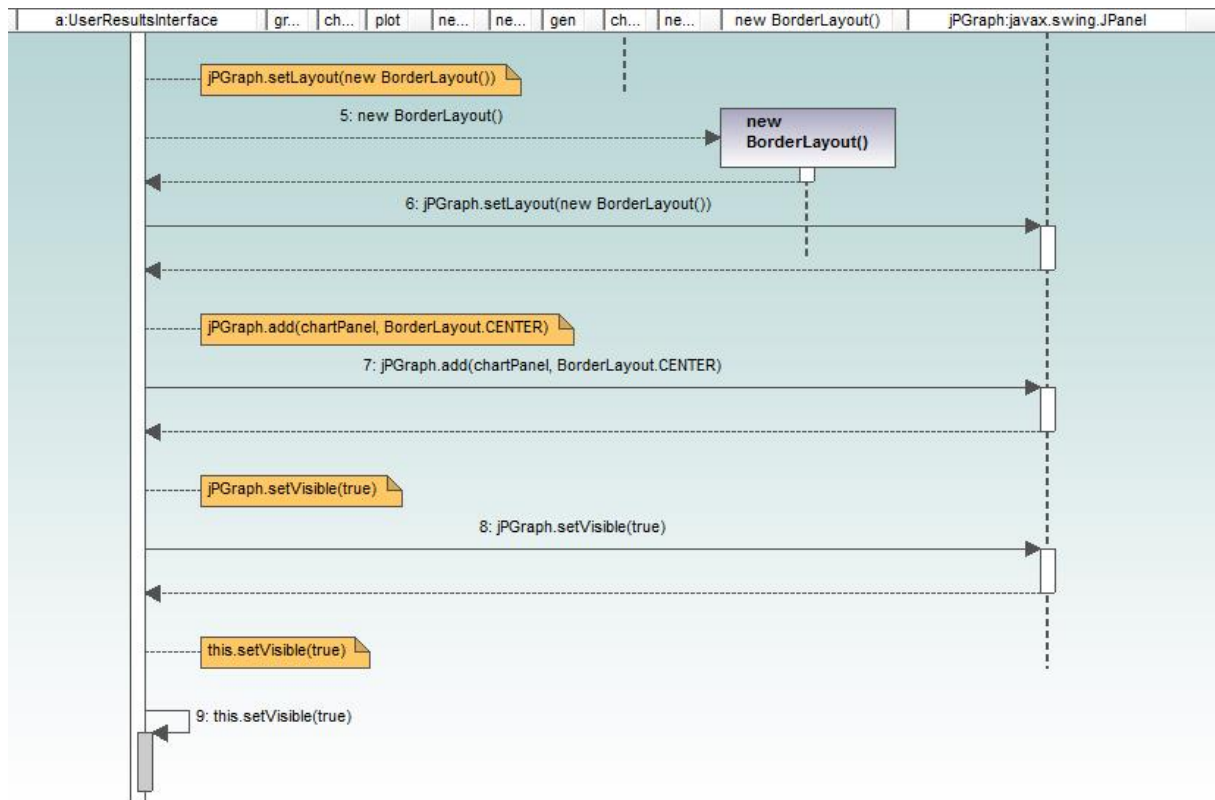 a:UserResultsInterface gr... ch... plot ne... ne... gen ch... ne... new BorderLayout() jPGraph:javax.swing.JPanel
jPGraph.setLayout(new BorderLayout())
5: new BorderLayout()
new
BorderLayout()
6: jPGraph.setLayout(new BorderLayout())
jPGraph.add(chartPanel, BorderLayout.CENTER)
7: jPGraph.add(chartPanel, BorderLayout.CENTER)
jPGraph.setVisible(true)
8: jPGraph.setVisible(true)
this.setVisible(true)
9: this.setVisible(true)